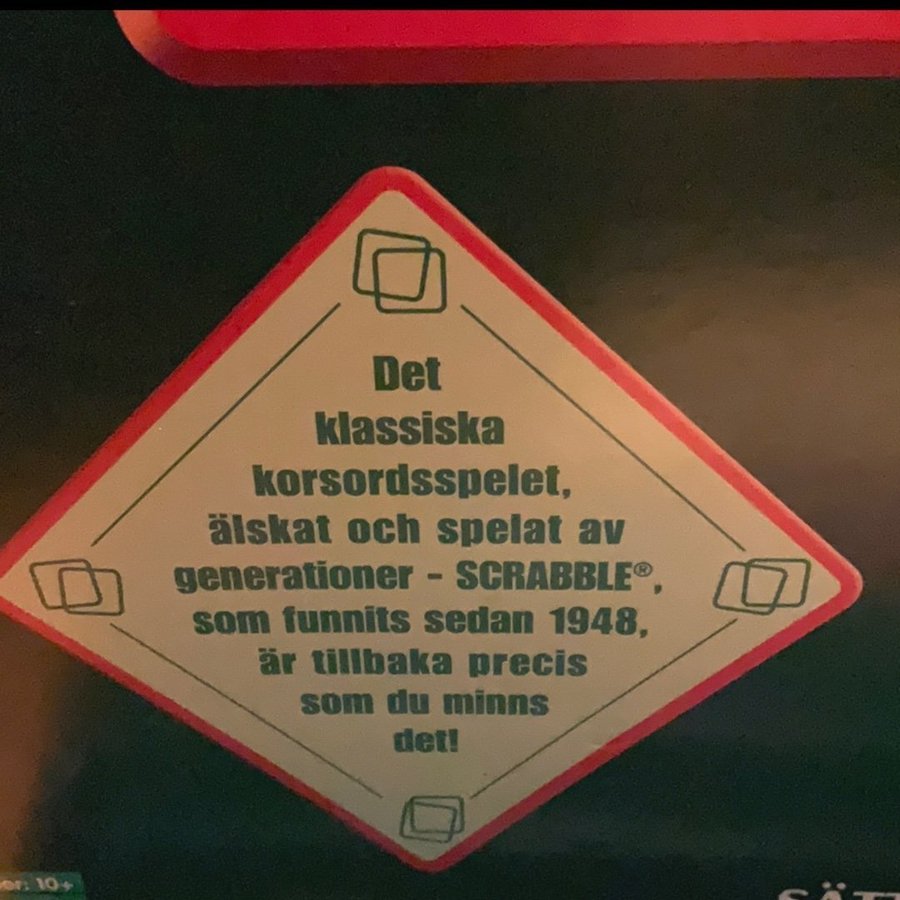 Det
klassiska
korsordsspelet,
älskat och spelat av
generationer - SCRABBLE®,
som funnits sedan 1948,
är tillbaka precis
som du minns
det!
10+